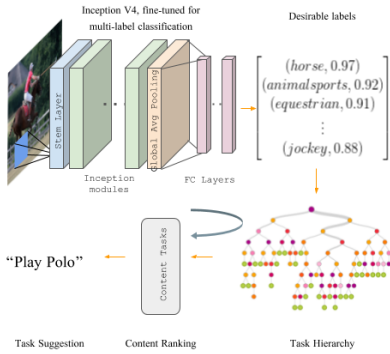 Inception V4, fine-tuned for
multi-label classification
Desirable labels
Stem Layer
Global Avg Pooling
Inception
modules
FC Layers
(horse, 0.97)
(animalsports, 0.92)
(equestrian, 0.91)
⋮
(jockey, 0.88)
"Play Polo"
Content Tasks
Task Suggestion
Content Ranking
Task Hierarchy